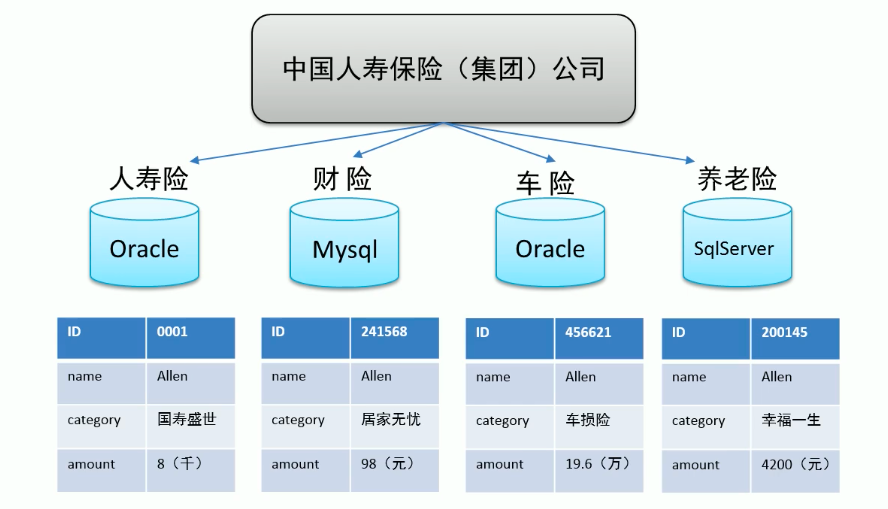 中国人寿保险（集团）公司
人寿险 财 险 车 险 养老险
Oracle Mysql Oracle SqlServer
ID 0001
name Allen
category 国寿盛世
amount 8（千）
ID 241568
name Allen
category 居家无忧
amount 98（元）
ID 456621
name Allen
category 车损险
amount 19.6（万）
ID 200145
name Allen
category 幸福一生
amount 4200（元）